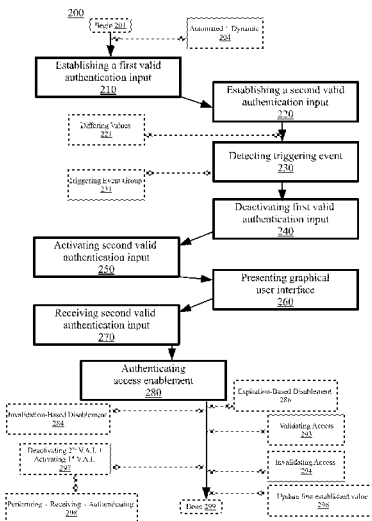 200
Begin 201
Automated + Dynamic
204
Establishing a first valid
authentication input
210
Establishing a second valid
authentication input
220
Differing Values
221
Detecting triggering event
230
Triggering Event Group
231
Deactivating first valid
authentication input
240
Activating second valid
authentication input
250
Presenting graphical
user interface
260
Receiving second valid
authentication input
270
Authenticating
access enablement
280
Expiration-Based Disablement
286
Invalidation-Based Disablement
284
Validating Access
293
Deactivating 2ⁿᵈ V.A.I. +
Activating 1ˢᵗ V.A.I.
297
Invalidating Access
294
Performing + Receiving + Authenticating
298
Done 299
Update first established value
296